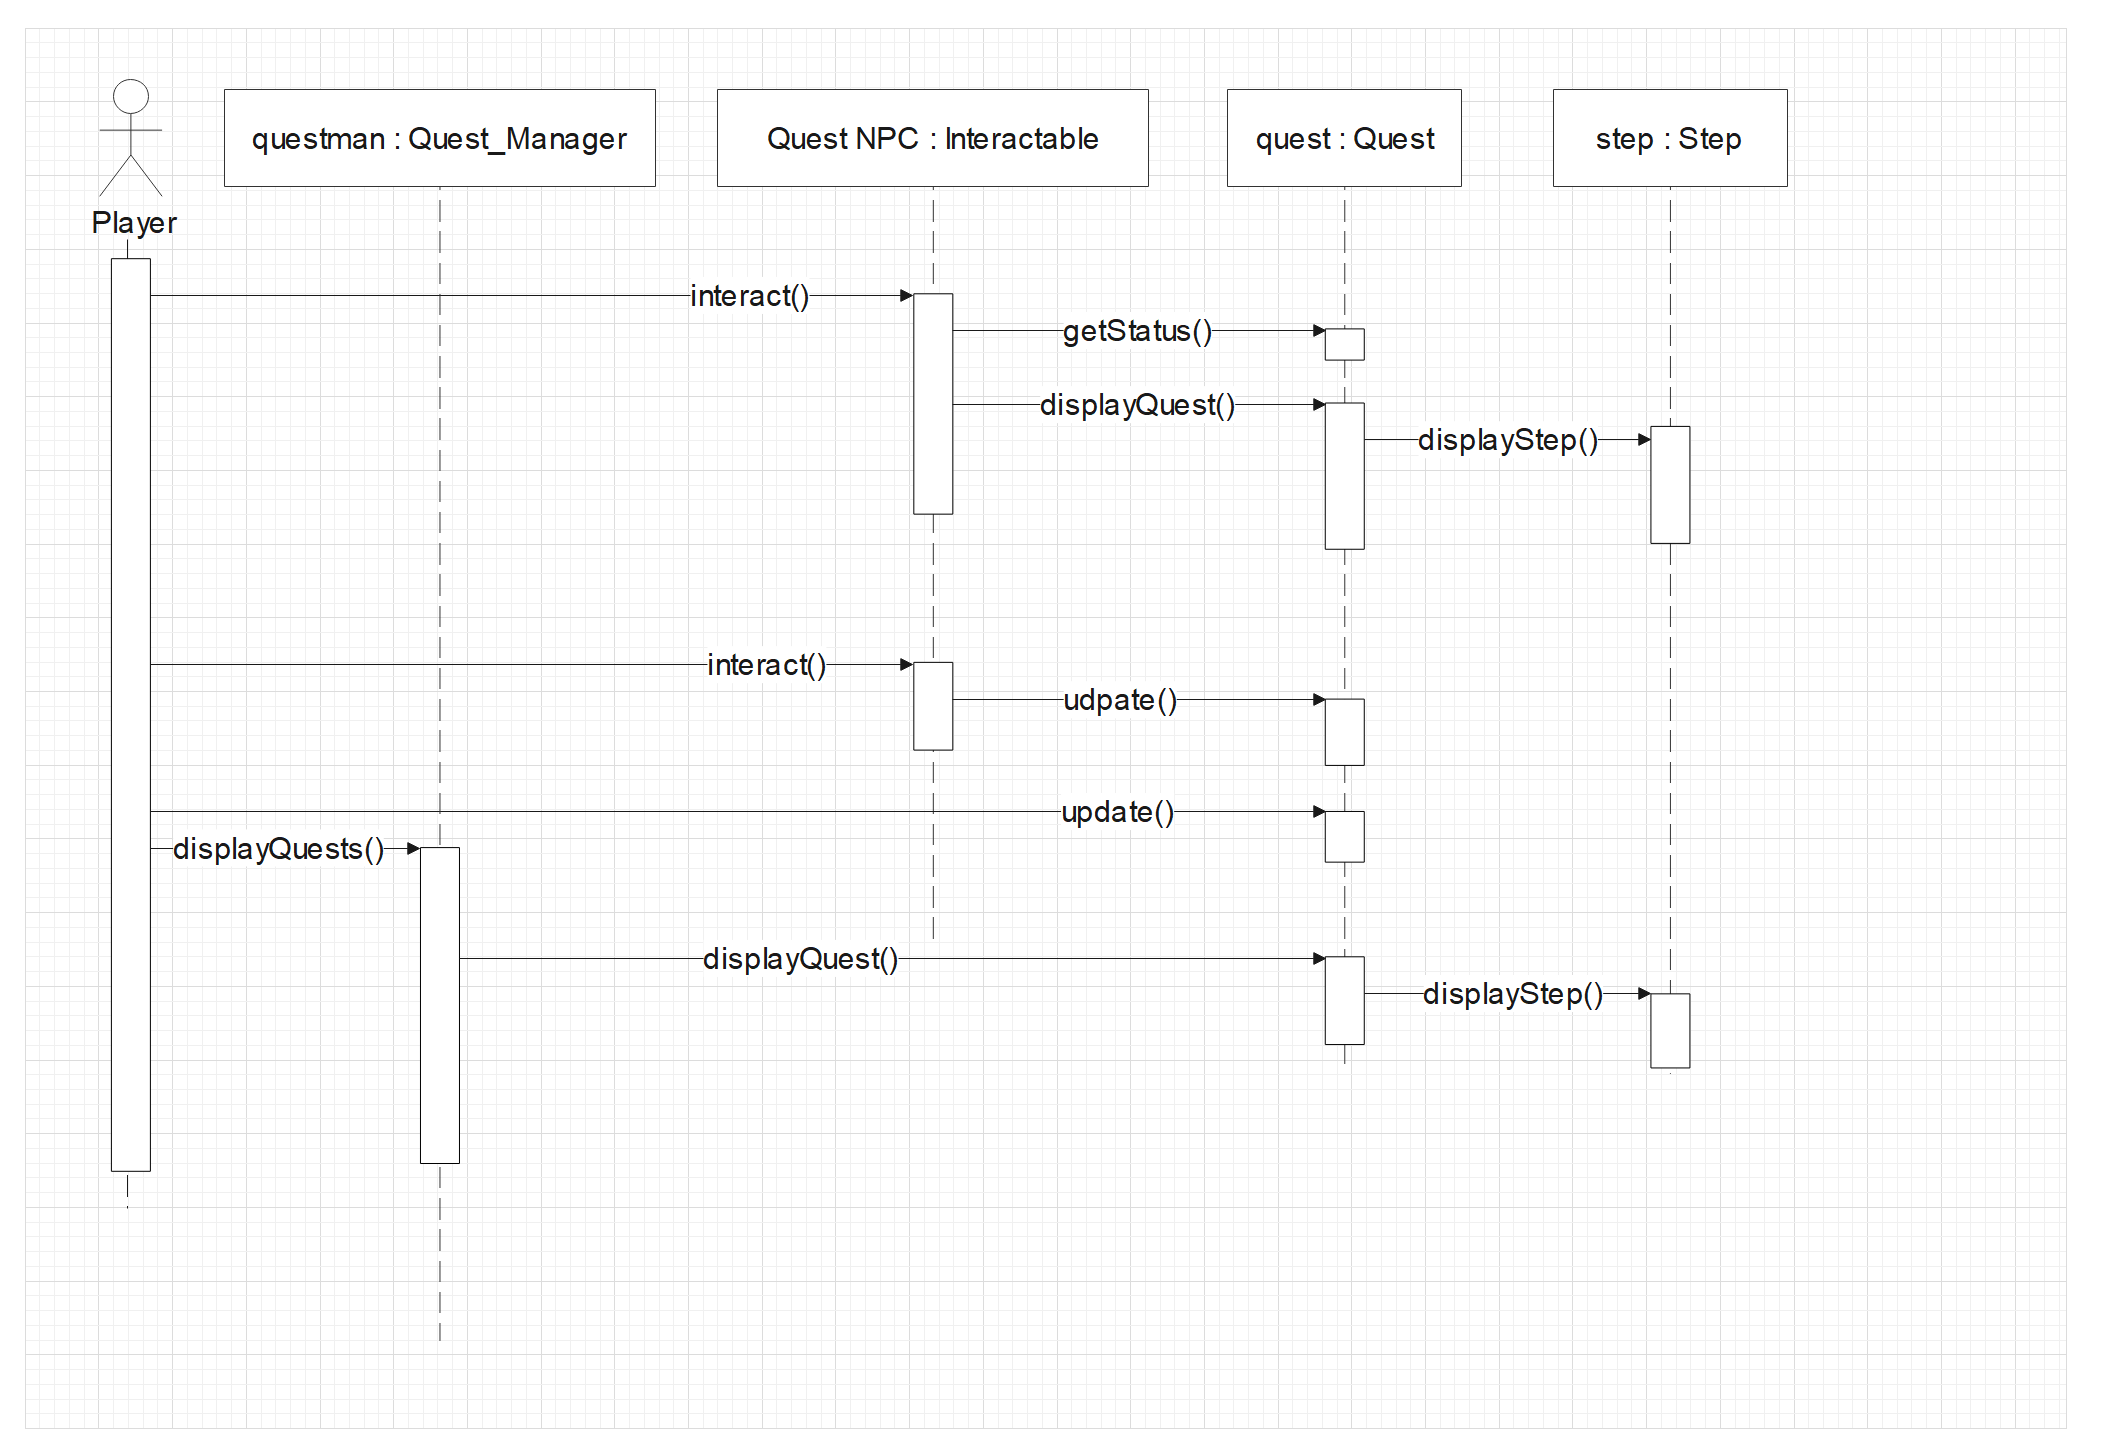 questman : Quest_Manager
Quest NPC : Interactable
quest : Quest
step : Step
Player
interact()
getStatus()
displayQuest()
displayStep()
interact()
udpate()
update()
displayQuests()
displayQuest()
displayStep()